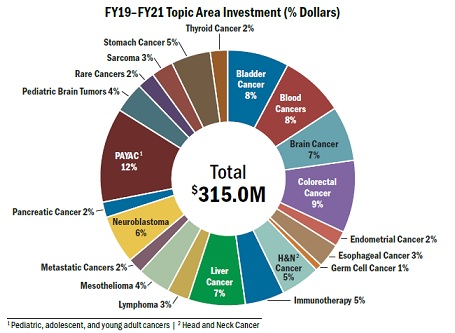 FY19–FY21 Topic Area Investment (% Dollars)
Thyroid Cancer 2%
Stomach Cancer 5%
Sarcoma 3%
Rare Cancers 2%
Pediatric Brain Tumors 4%
Bladder
Cancer
8%
Blood
Cancers
8%
Brain Cancer
7%
Colorectal
Cancer
9%
Endometrial Cancer 2%
Esophageal Cancer 3%
Germ Cell Cancer 1%
H&N²
Cancer
5%
Immunotherapy 5%
Liver
Cancer
7%
Lymphoma 3%
Mesothelioma 4%
Metastatic Cancers 2%
Neuroblastoma
6%
Pancreatic Cancer 2%
PAYAC¹
12%
Total
$315.0M
¹ Pediatric, adolescent, and young adult cancers | ² Head and Neck Cancer